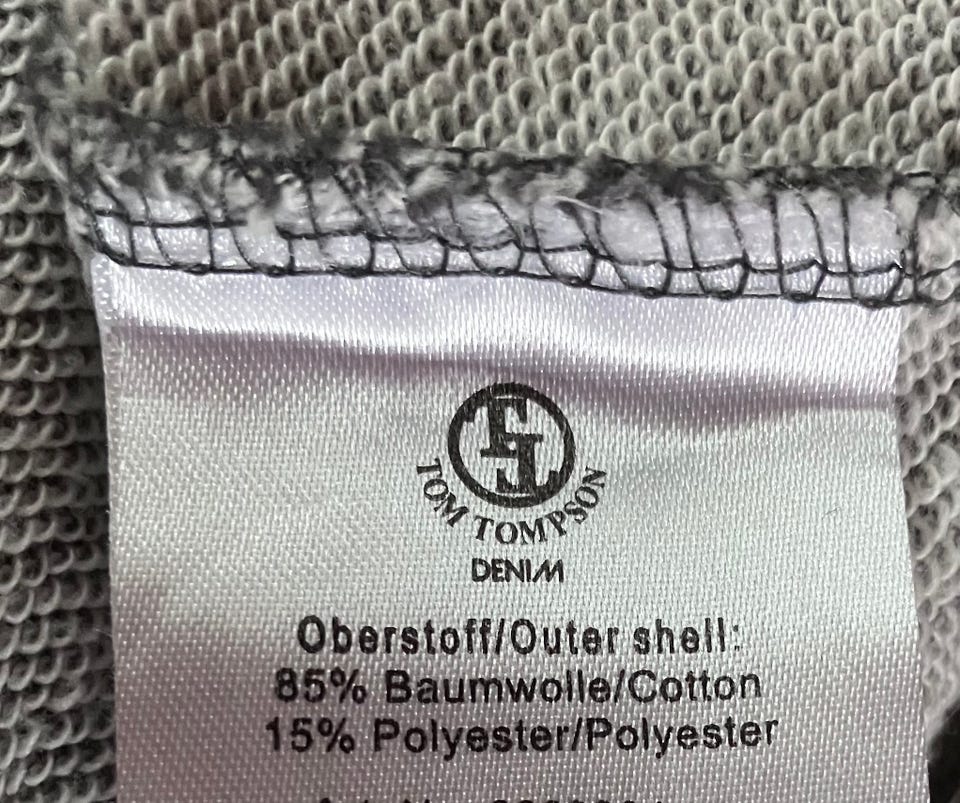 TOM TOMPSON
DENIM
Oberstoff/Outer shell:
85% Baumwolle/Cotton
15% Polyester/Polyester